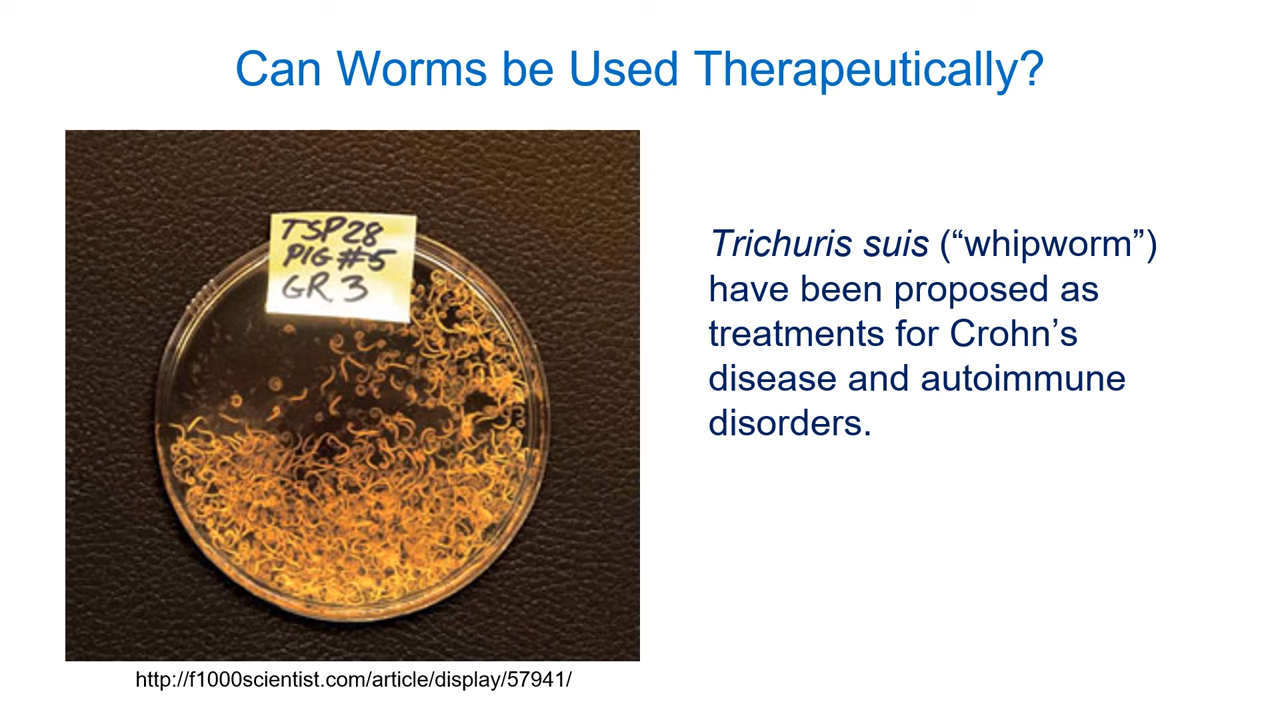 Can Worms be Used Therapeutically?
TSP28
PIG #5
GR. 3
Trichuris suis (“whipworm”)
have been proposed as
treatments for Crohn’s
disease and autoimmune
disorders.
http://f1000scientist.com/article/display/57941/